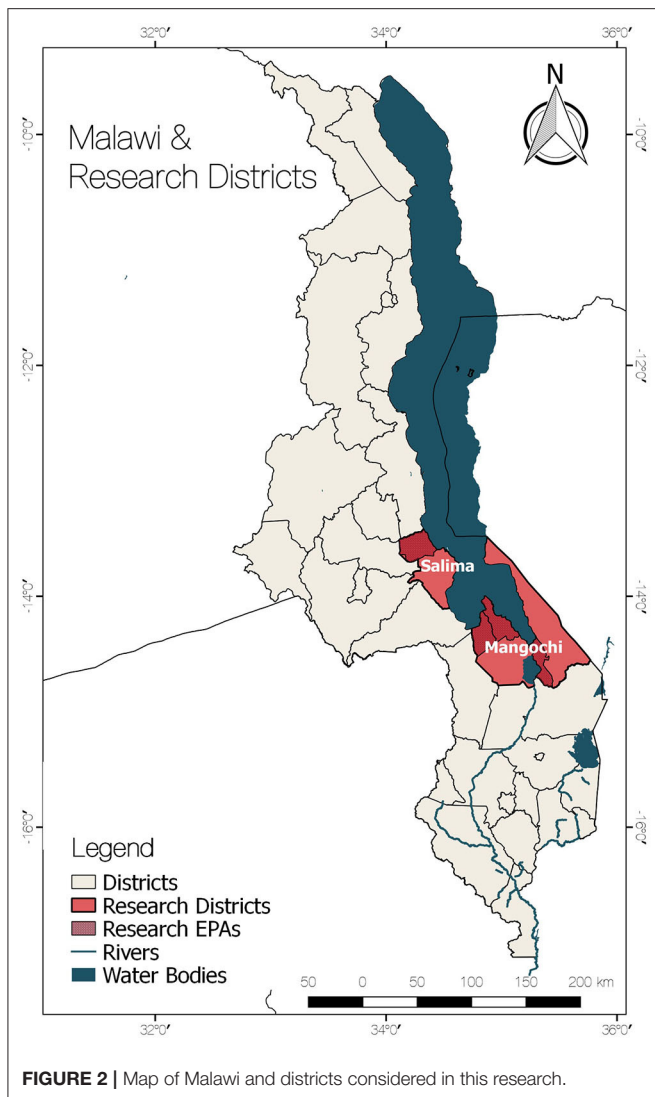 32°0′ 34°0′ 36°0′
N
Malawi &
Research Districts
-10°0′ -10°0′
-12°0′ -12°0′
Salima
-14°0′ -14°0′
Mangochi
-16°0′ -16°0′
Legend
Districts
Research Districts
Research EPAs
Rivers
Water Bodies
50 0 50 100 150 200 km
32°0′ 34°0′ 36°0′
FIGURE 2 | Map of Malawi and districts considered in this research.